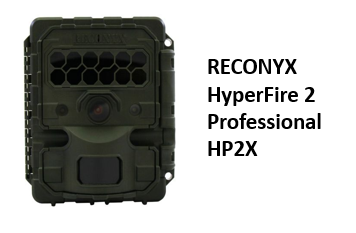 RECONYX
HyperFire 2
Professional
HP2X